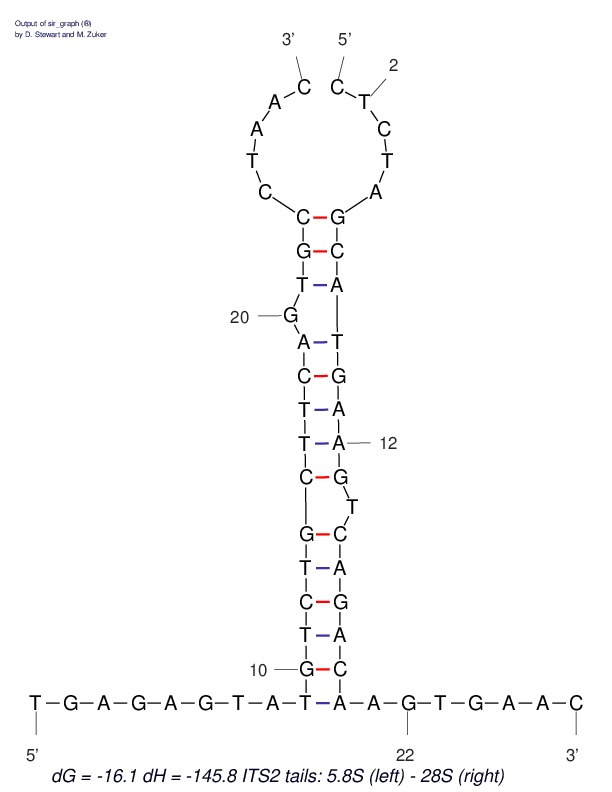 Output of sir_graph (©)
by D. Stewart and M. Zuker
3’ 5’
2
C C
A T
A C
T T
C A
C G
G C
T A
20 G
A T
C G
T A
T A 12
C G
T
G C
T A
C G
T A
10 G C
T G A G A G T A T A A G T G A A C
5’ 22 3’
dG = -16.1 dH = -145.8 ITS2 tails: 5.8S (left) - 28S (right)